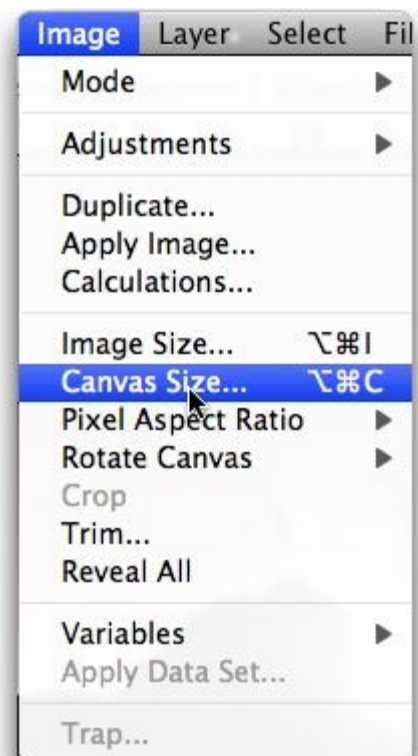 Image Layer Select Fil
Mode ▶
Adjustments ▶
Duplicate...
Apply Image...
Calculations...
Image Size... ⌥⌘I
Canvas Size... ⌥⌘C
Pixel Aspect Ratio ▶
Rotate Canvas ▶
Crop
Trim...
Reveal All
Variables ▶
Apply Data Set...
Trap...